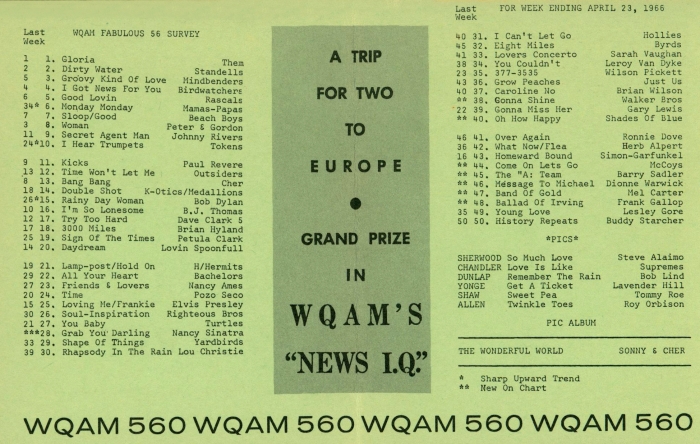 Last WQAM FABULOUS 56 SURVEY
Week
1 1. Gloria Them
2 2. Dirty Water Standells
5 3. Groovy Kind Of Love Mindbenders
4 4. I Got News For You Birdwatchers
6 5. Good Lovin Rascals
34* 6. Monday Monday Mamas-Papas
7 7. Sloop/Good Beach Boys
3 8. Woman Peter & Gordon
11 9. Secret Agent Man Johnny Rivers
24*10. I Hear Trumpets Tokens
9 11. Kicks Paul Revere
13 12. Time Won't Let Me Outsiders
8 13. Bang Bang Cher
18 14. Double Shot K-Otics/Medallions
26*15. Rainy Day Woman Bob Dylan
10 16. I'm So Lonesome B.J. Thomas
12 17. Try Too Hard Dave Clark 5
17 18. 3000 Miles Brian Hyland
25 19. Sign Of The Times Petula Clark
14 20. Daydream Lovin Spoonfull
19 21. Lamp-post/Hold On H/Hermits
29 22. All Your Heart Bachelors
27 23. Friends & Lovers Nancy Ames
20 24. Time Pozo Seco
15 25. Loving Me/Frankie Elvis Presley
30 26. Soul-Inspiration Righteous Bros
21 27. You Baby Turtles
***28. Grab You Darling Nancy Sinatra
33 29. Shape Of Things Yardbirds
39 30. Rhapsody In The Rain Lou Christie
A TRIP
FOR TWO
TO
EUROPE
●
GRAND PRIZE
IN
WQAM'S
"NEWS I.Q."
Last FOR WEEK ENDING APRIL 23, 1966
Week
40 31. I Can't Let Go Hollies
45 32. Eight Miles Byrds
41 33. Lovers Concerto Sarah Vaughan
38 34. You Couldn't Leroy Van Dyke
23 35. 377-3535 Wilson Pickett
43 36. Grow Peaches Just Us
40 37. Caroline No Brian Wilson
** 38. Gonna Shine Walker Bros
22 39. Gonna Miss Her Gary Lewis
** 40. Oh How Happy Shades Of Blue
46 41. Over Again Ronnie Dove
36 42. What Now/Flea Herb Alpert
16 43. Homeward Bound Simon-Garfunkel
** 44. Come On Lets Go McCoys
** 45. The "A: Team Barry Sadler
** 46. Message To Michael Dionne Warwick
** 47. Band Of Gold Mel Carter
** 48. Ballad Of Irving Frank Gallop
35 49. Young Love Lesley Gore
50 50. History Repeats Buddy Starcher
*PICS*
SHERWOOD So Much Love Steve Alaimo
CHANDLER Love Is Like Supremes
DUNLAP Remember The Rain Bob Lind
YONGE Get A Ticket Lavender Hill
SHAW Sweet Pea Tommy Roe
ALLEN Twinkle Toes Roy Orbison
PIC ALBUM
THE WONDERFUL WORLD SONNY & CHER
* Sharp Upward Trend
** New On Chart
WQAM 560 WQAM 560 WQAM 560 WQAM 560 WQAM 560